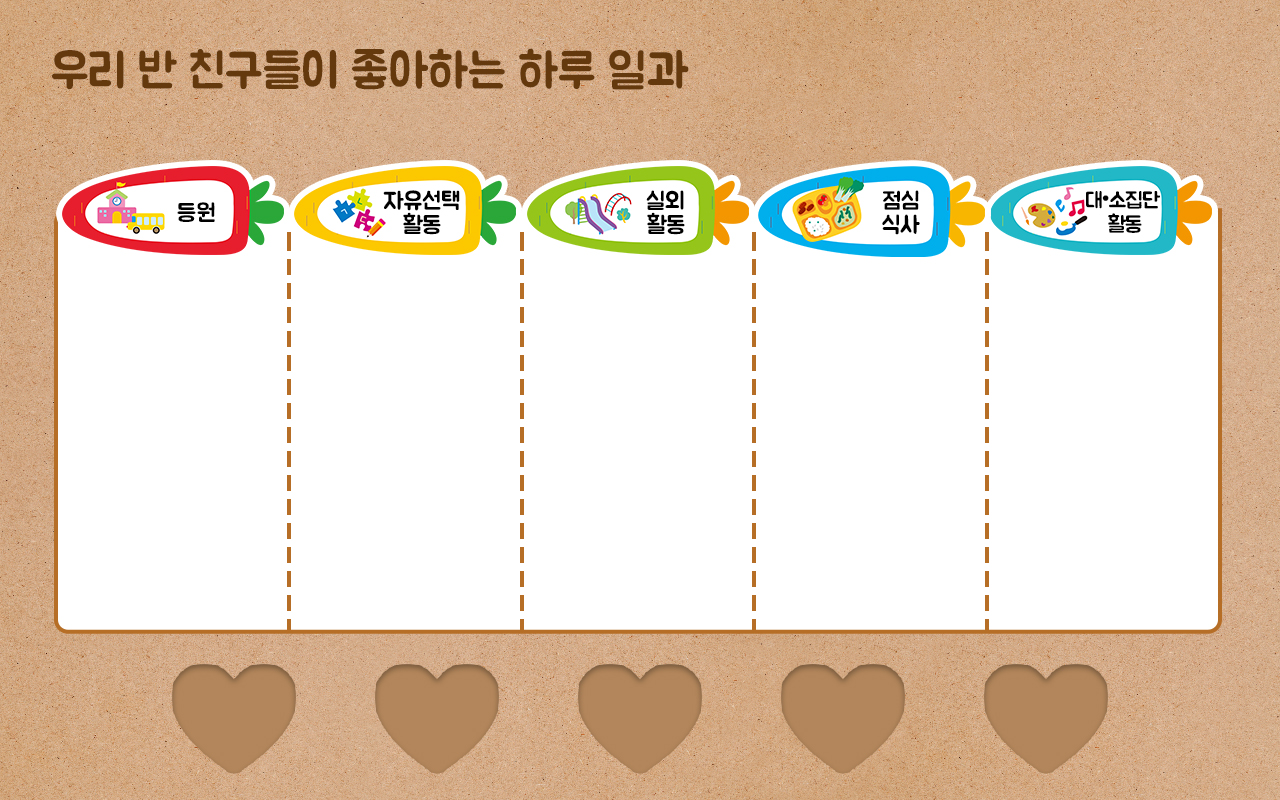 우리 반 친구들이 좋아하는 하루 일과
등원
자유선택
활동
실외
활동
점심
식사
대•소집단
활동